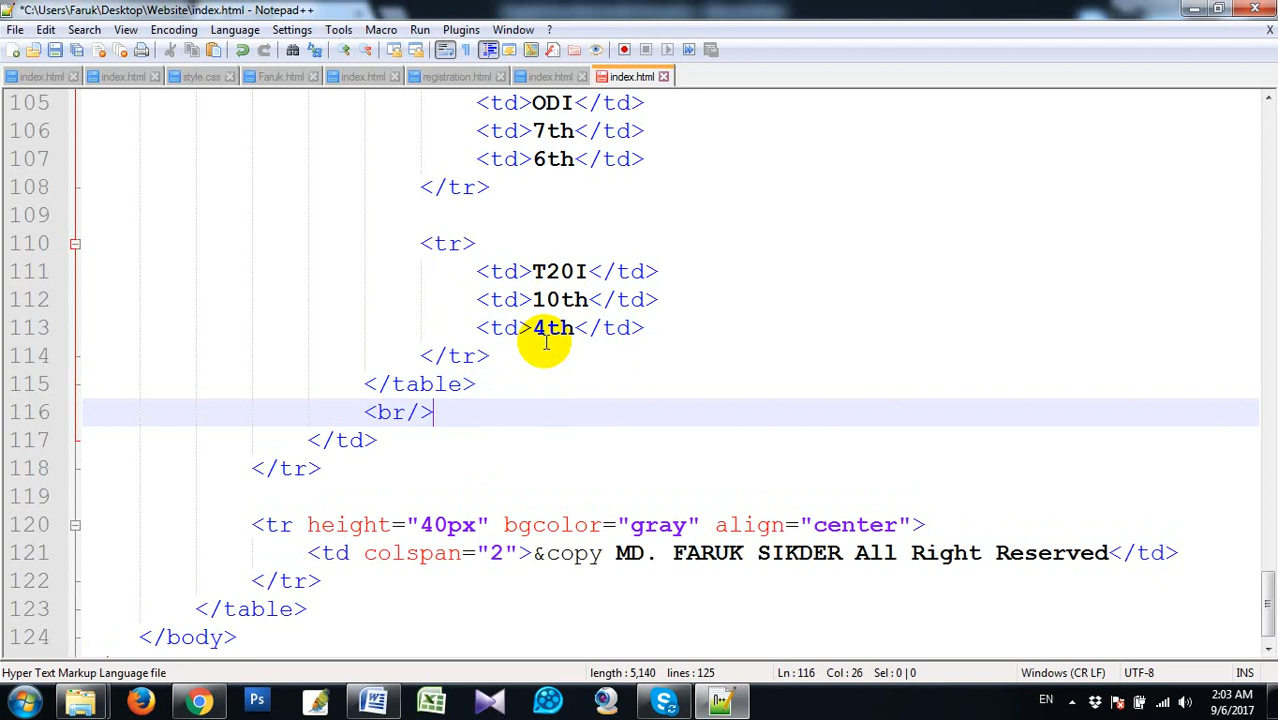 *C:\Users\Faruk\Desktop\Website\index.html - Notepad++
File Edit Search View Encoding Language Settings Tools Macro Run Plugins Window ? X
index.html index.html style.css Faruk.html index.html registration.html index.html index.html
105 <td>ODI</td>
106 <td>7th</td>
107 <td>6th</td>
108 </tr>
109
110 <tr>
111 <td>T20I</td>
112 <td>10th</td>
113 <td>4th</td>
114 </tr>
115 </table>
116 <br/>
117 </td>
118 </tr>
119
120 <tr height="40px" bgcolor="gray" align="center">
121 <td colspan="2">&copy MD. FARUK SIKDER All Right Reserved</td>
122 </tr>
123 </table>
124 </body>
Hyper Text Markup Language file length : 5,140 lines : 125 Ln : 116 Col : 26 Sel : 0 | 0 Windows (CR LF) UTF-8 INS
Ps EN 2:03 AM
9/6/2017